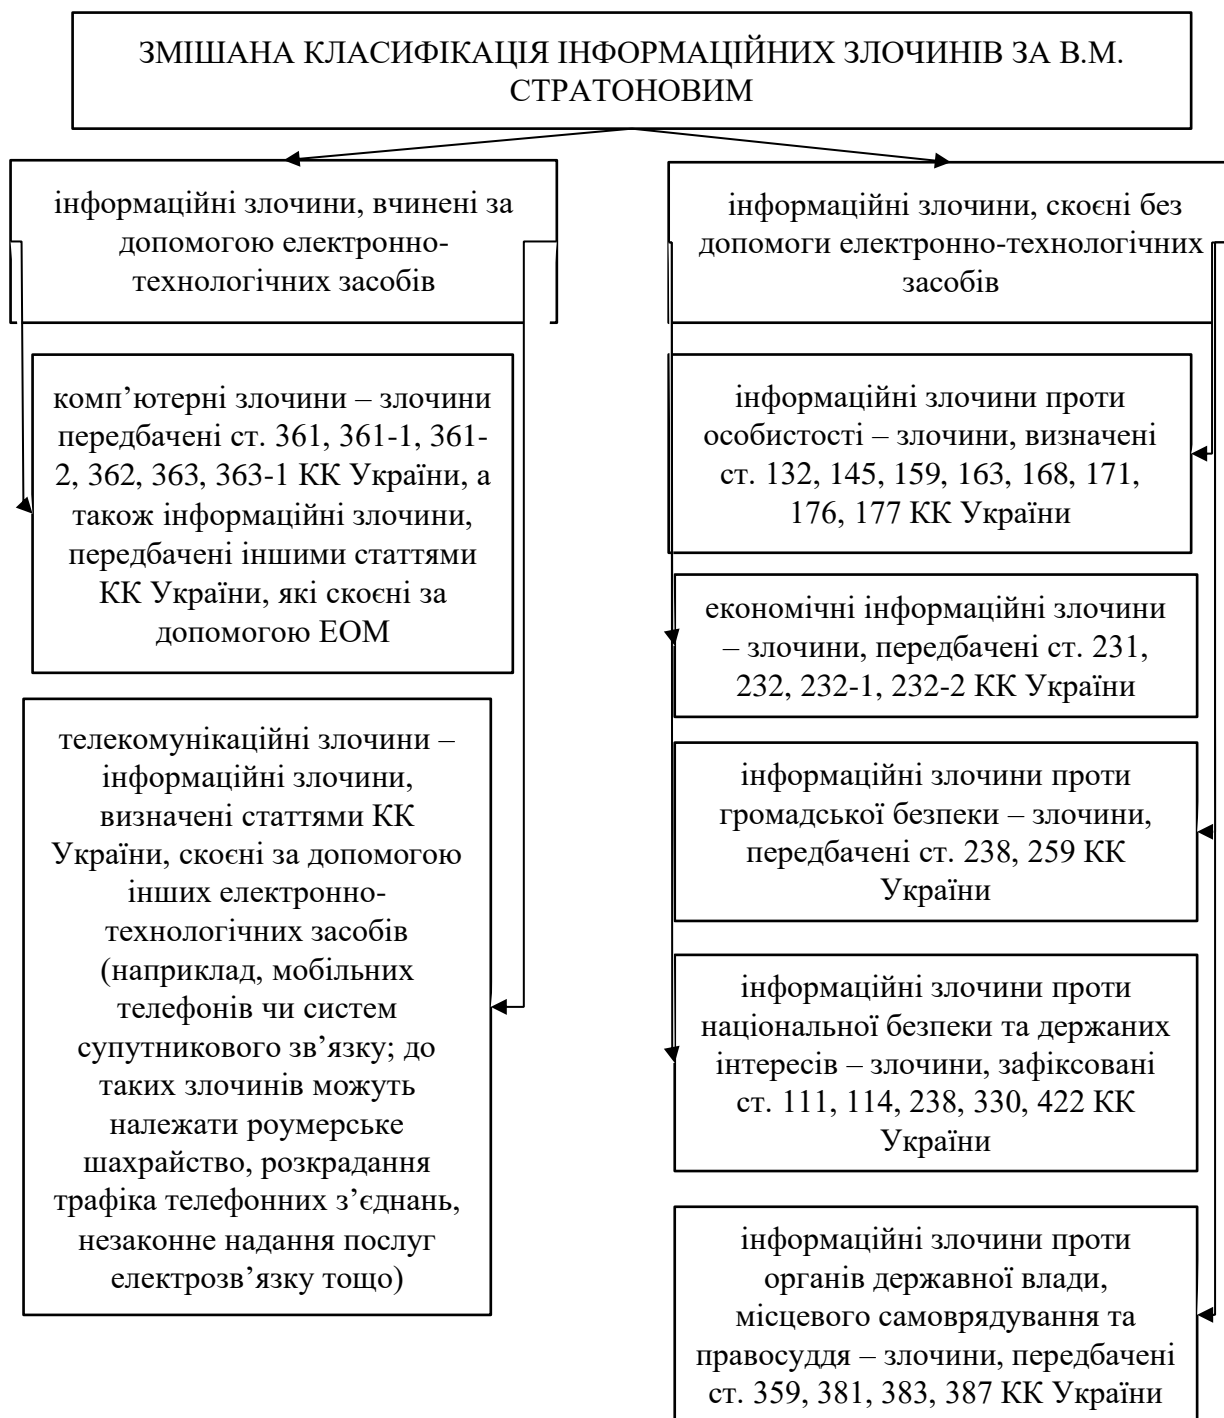 ЗМІШАНА КЛАСИФІКАЦІЯ ІНФОРМАЦІЙНИХ ЗЛОЧИНІВ ЗА В.М.
СТРАТОНОВИМ
інформаційні злочини, вчинені за
допомогою електронно-
технологічних засобів
комп’ютерні злочини – злочини
передбачені ст. 361, 361-1, 361-
2, 362, 363, 363-1 КК України, а
також інформаційні злочини,
передбачені іншими статтями
КК України, які скоєні за
допомогою ЕОМ
телекомунікаційні злочини –
інформаційні злочини,
визначені статтями КК
України, скоєні за допомогою
інших електронно-
технологічних засобів
(наприклад, мобільних
телефонів чи систем
супутникового зв’язку; до
таких злочинів можуть
належати роумерське
шахрайство, розкрадання
трафіка телефонних з’єднань,
незаконне надання послуг
електрозв’язку тощо)
інформаційні злочини, скоєні без
допомоги електронно-технологічних
засобів
інформаційні злочини проти
особистості – злочини, визначені
ст. 132, 145, 159, 163, 168, 171,
176, 177 КК України
економічні інформаційні злочини
– злочини, передбачені ст. 231,
232, 232-1, 232-2 КК України
інформаційні злочини проти
громадської безпеки – злочини,
передбачені ст. 238, 259 КК
України
інформаційні злочини проти
національної безпеки та держаних
інтересів – злочини, зафіксовані
ст. 111, 114, 238, 330, 422 КК
України
інформаційні злочини проти
органів державної влади,
місцевого самоврядування та
правосуддя – злочини, передбачені
ст. 359, 381, 383, 387 КК України